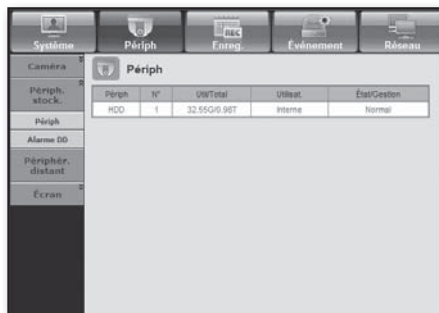 Système Périph Enreg. Événement Réseau
REC
Caméra
Périph.
stock.
Périph
Alarme DD
Périphér.
distant
Écran
Périph
Périph N° Util/Total Utilisat. État/Gestion
HDD 1 32.55G/0.98T Interne Normal